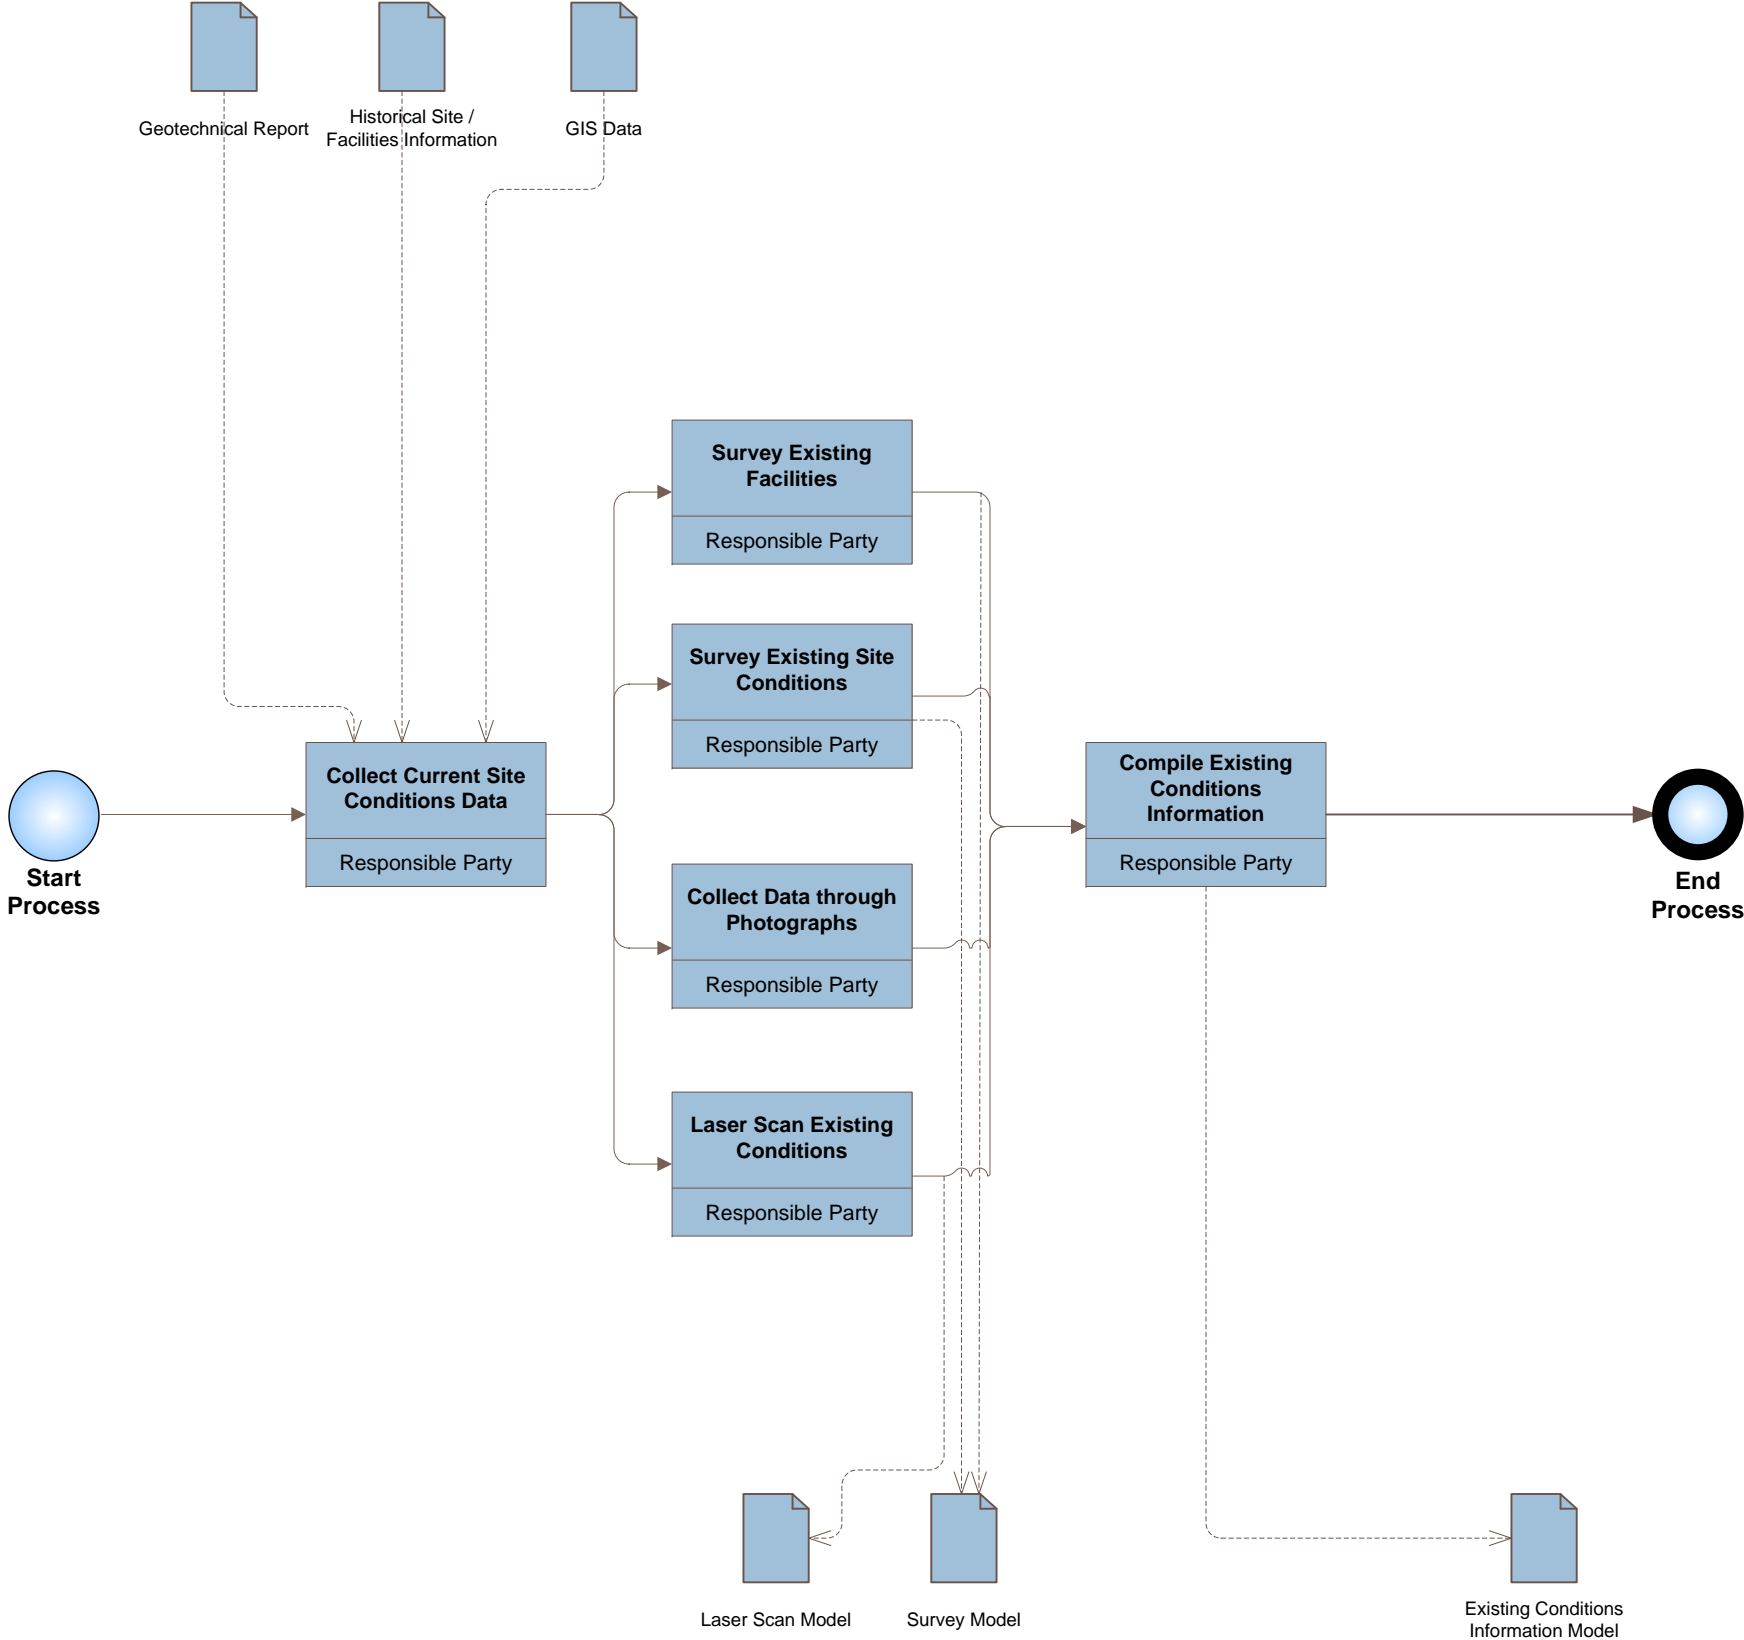 Geotechnical Report
Historical Site /
Facilities Information
GIS Data
Survey Existing
Facilities
Responsible Party
Survey Existing Site
Conditions
Responsible Party
Start
Process
Collect Current Site
Conditions Data
Responsible Party
Compile Existing
Conditions
Information
Responsible Party
End
Process
Collect Data through
Photographs
Responsible Party
Laser Scan Existing
Conditions
Responsible Party
Laser Scan Model
Survey Model
Existing Conditions
Information Model